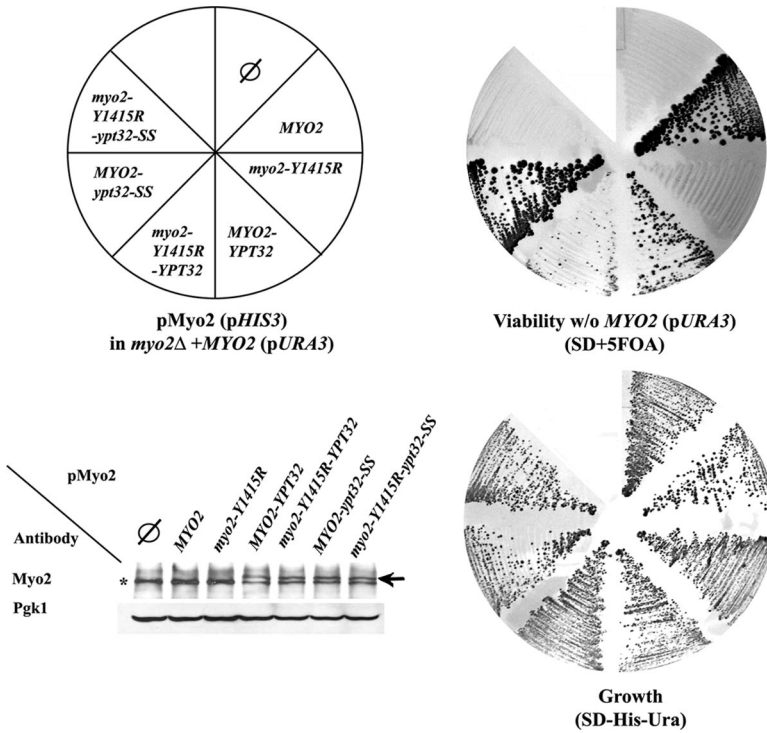 ∅
myo2-
Y1415R
-ypt32-SS
MYO2
MYO2-
ypt32-SS
myo2-Y1415R
myo2-
Y1415R
-YPT32
MYO2-
YPT32
pMyo2 (pHIS3)
in myo2Δ +MYO2 (pURA3)
Viability w/o MYO2 (pURA3)
(SD+5FOA)
pMyo2
Antibody
∅
MYO2
myo2-Y1415R
MYO2-YPT32
myo2-Y1415R-YPT32
MYO2-ypt32-SS
myo2-Y1415R-ypt32-SS
Myo2
*
Pgk1
Growth
(SD-His-Ura)